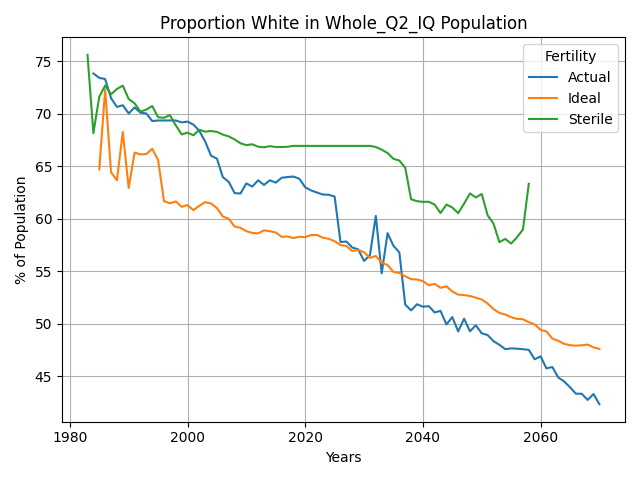 Proportion White in Whole_Q2_IQ Population
Fertility
Actual
Ideal
Sterile
% of Population
75
70
65
60
55
50
45
1980
2000
2020
2040
2060
Years